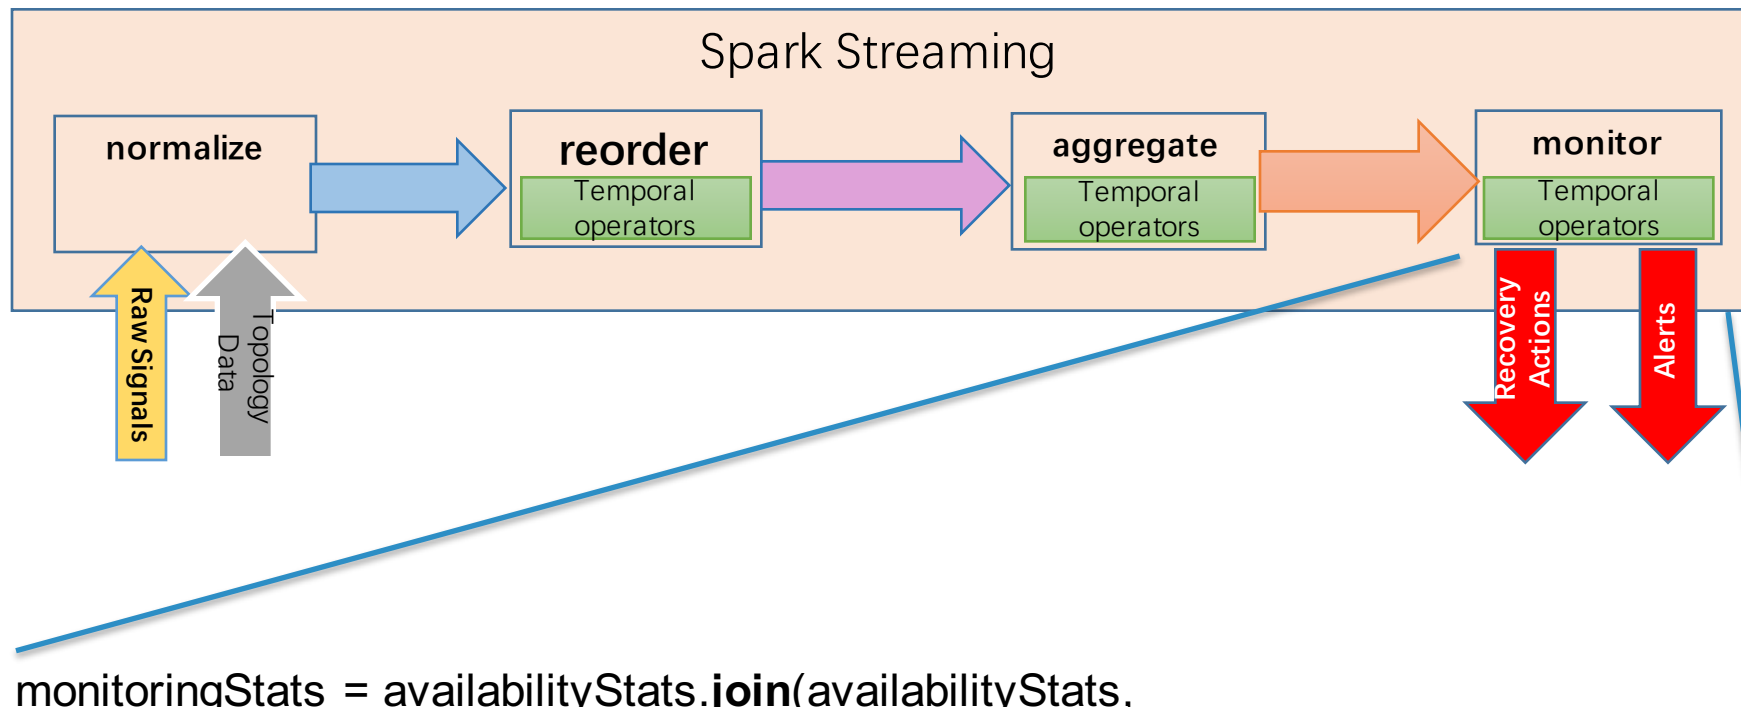 Spark Streaming
normalize
reorder
Temporal
operators
aggregate
Temporal
operators
monitor
Temporal
operators
Raw Signals
Topology
Data
Recovery
Actions
Alerts
monitoringStats = availabilityStats.join(availabilityStats,